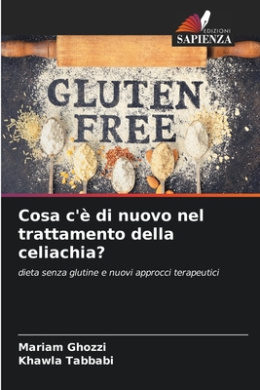 EDIZIONI
SAPIENZA
GLUTEN
FREE
Cosa c'è di nuovo nel
trattamento della
celiachia?
dieta senza glutine e nuovi approcci terapeutici
Mariam Ghozzi
Khawla Tabbabi